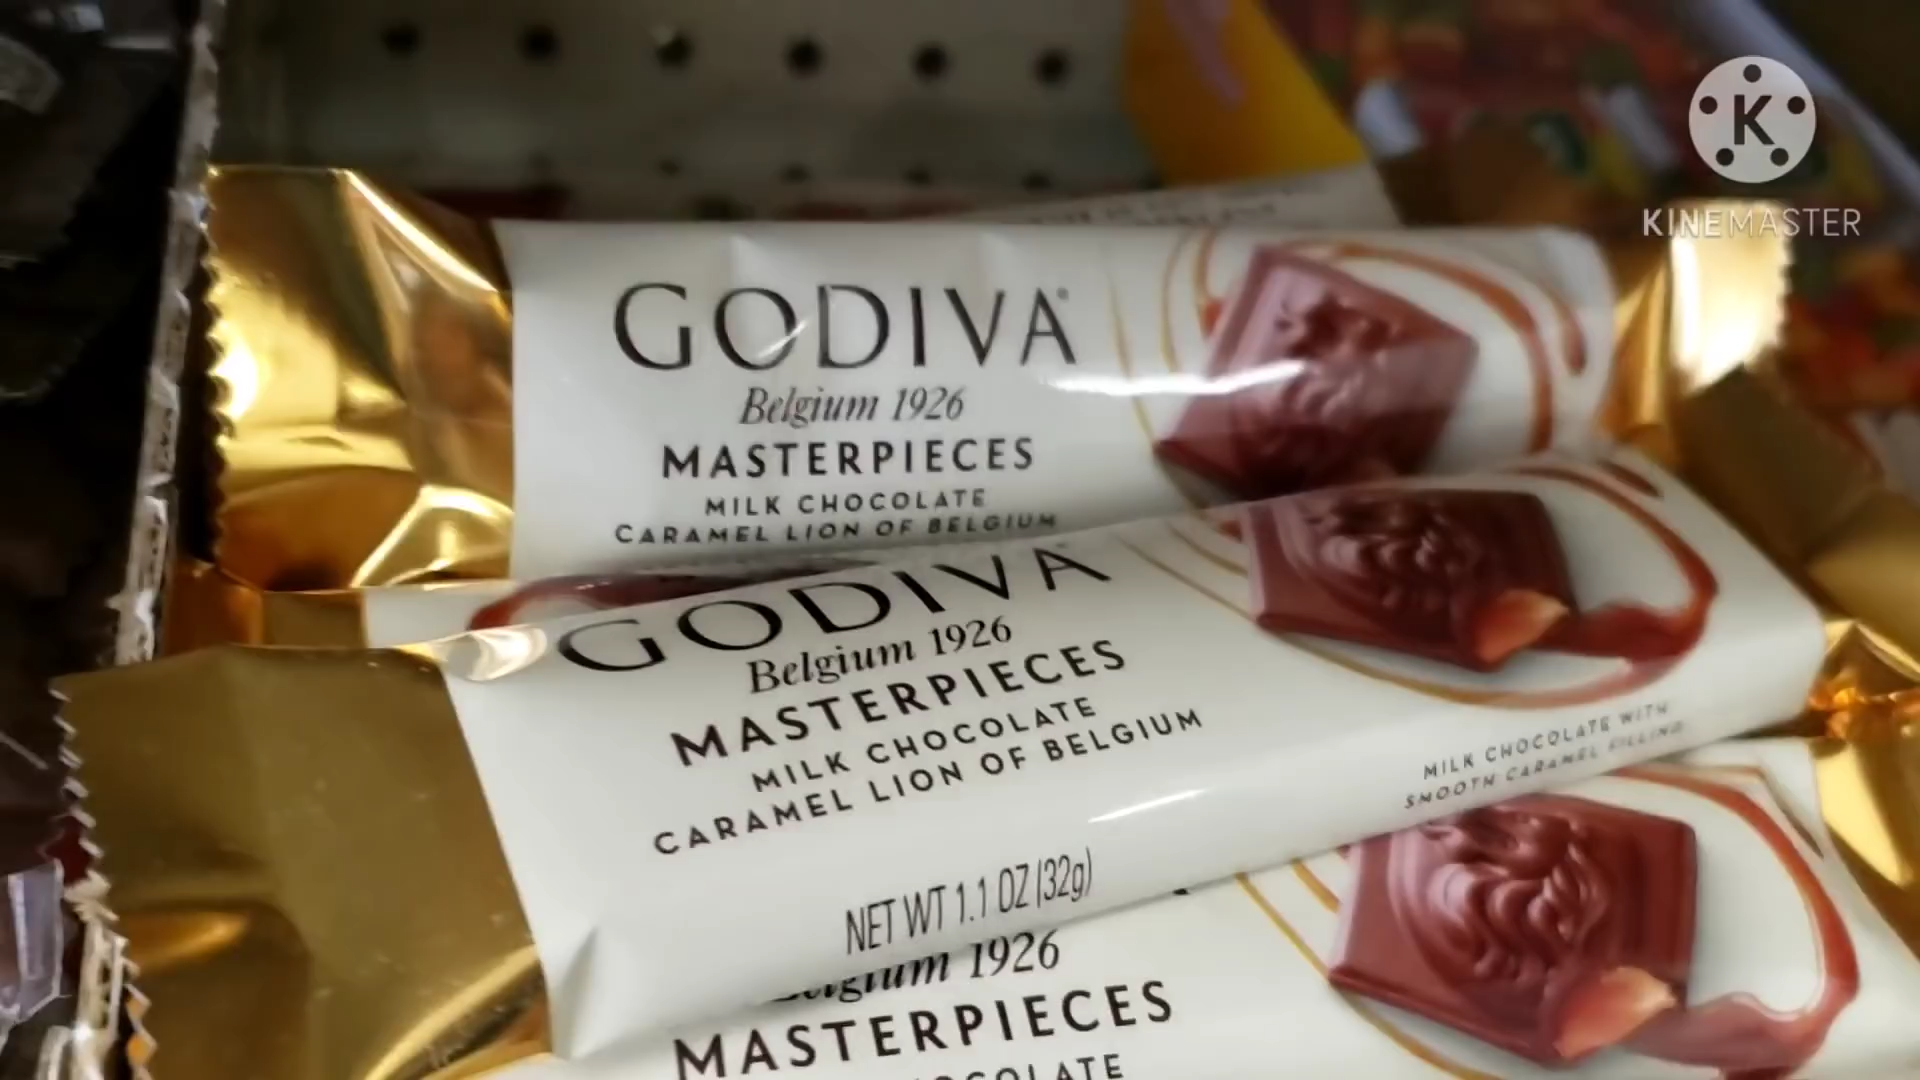 K
KINEMASTER
GODIVA
Belgium 1926
MASTERPIECES
MILK CHOCOLATE
CARAMEL LION OF BELGIUM
GODIVA
Belgium 1926
MASTERPIECES
MILK CHOCOLATE
CARAMEL LION OF BELGIUM
MILK CHOCOLATE WITH
SMOOTH CARAMEL FILLING
NET WT 1.1 OZ (32g)
Belgium 1926
MASTERPIECES